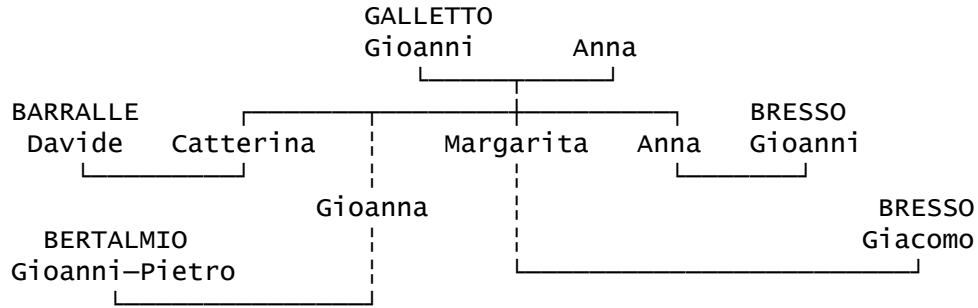 GALLETTO
Gioanni Anna
BARRALLE BRESSO
Davide Catterina Margarita Anna Gioanni
Gioanna BRESSO
BERTALMIO Giacomo
Gioanni—Pietro